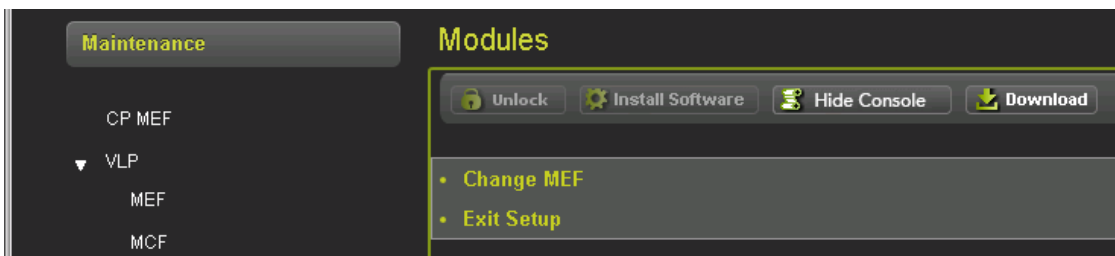 Maintenance
CP MEF
VLP
MEF
MCF
Modules
Unlock Install Software Hide Console Download
• Change MEF
• Exit Setup